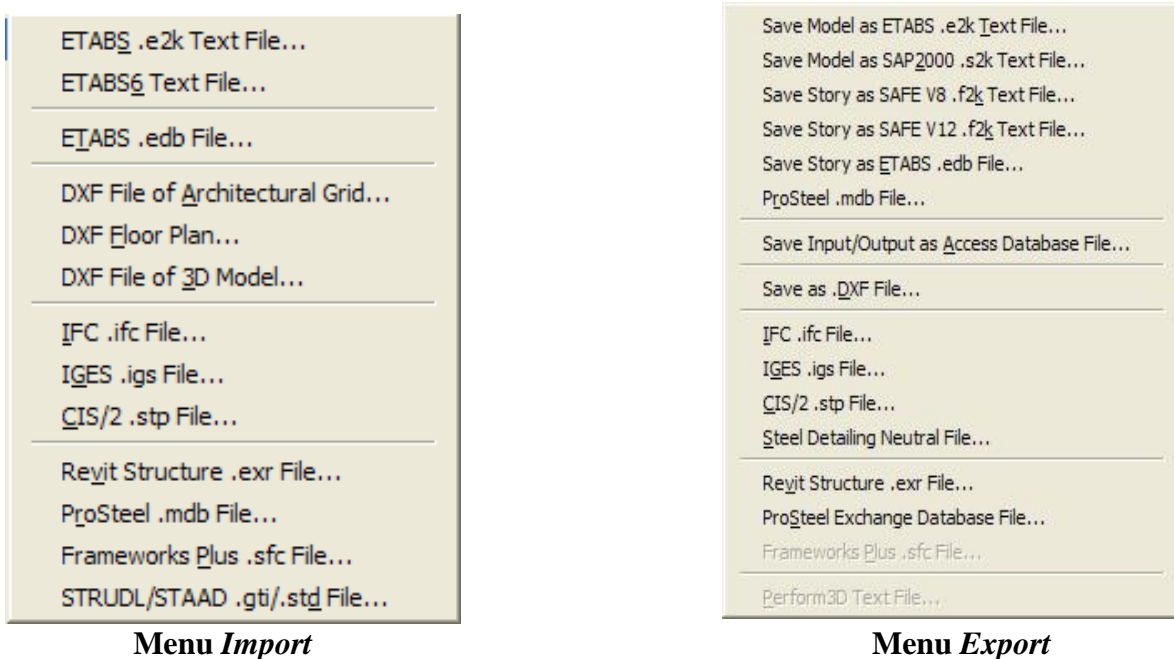 ETABS .e2k Text File...
ETABS6 Text File...
ETABS .edb File...
DXF File of Architectural Grid...
DXF Floor Plan...
DXF File of 3D Model...
IFC .ifc File...
IGES .igs File...
CIS/2 .stp File...
Revit Structure .exr File...
ProSteel .mdb File...
Frameworks Plus .sfc File...
STRUDL/STAAD .gti/.std File...
Menu Import
Save Model as ETABS .e2k Text File...
Save Model as SAP2000 .s2k Text File...
Save Story as SAFE V8 .f2k Text File...
Save Story as SAFE V12 .f2k Text File...
Save Story as ETABS .edb File...
ProSteel .mdb File...
Save Input/Output as Access Database File...
Save as .DXF File...
IFC .ifc File...
IGES .igs File...
CIS/2 .stp File...
Steel Detailing Neutral File...
Revit Structure .exr File...
ProSteel Exchange Database File...
Frameworks Plus .sfc File...
Perform3D Text File...
Menu Export